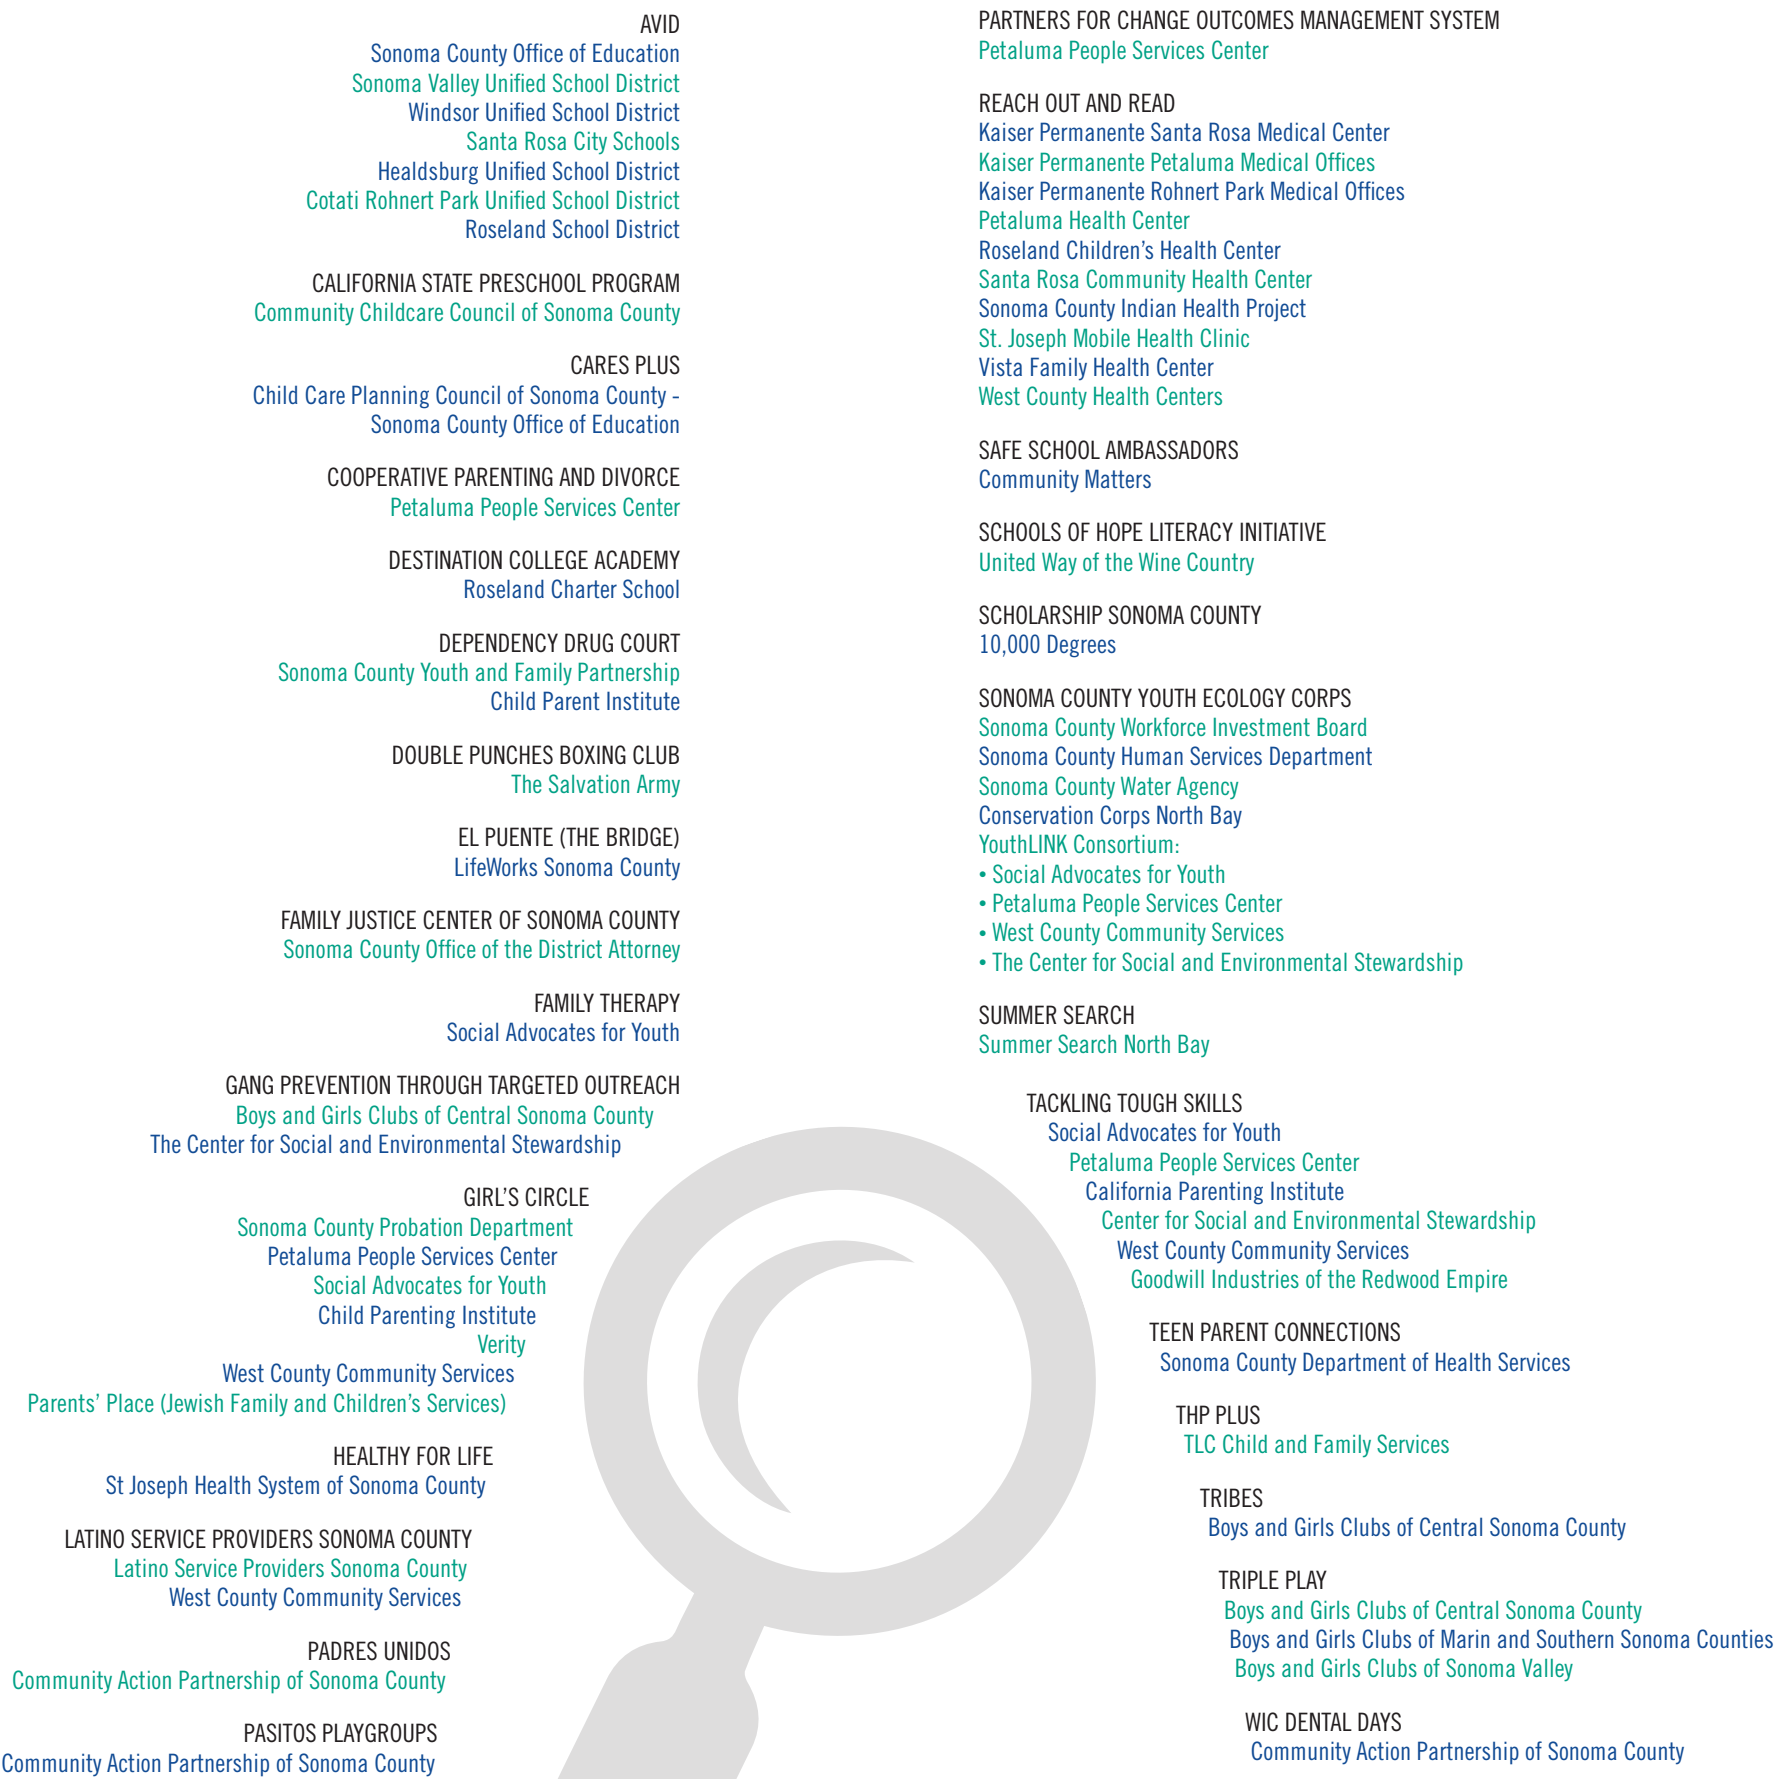 AVID
Sonoma County Office of Education
Sonoma Valley Unified School District
Windsor Unified School District
Santa Rosa City Schools
Healdsburg Unified School District
Cotati Rohnert Park Unified School District
Roseland School District
CALIFORNIA STATE PRESCHOOL PROGRAM
Community Childcare Council of Sonoma County
CARES PLUS
Child Care Planning Council of Sonoma County -
Sonoma County Office of Education
COOPERATIVE PARENTING AND DIVORCE
Petaluma People Services Center
DESTINATION COLLEGE ACADEMY
Roseland Charter School
DEPENDENCY DRUG COURT
Sonoma County Youth and Family Partnership
Child Parent Institute
DOUBLE PUNCHES BOXING CLUB
The Salvation Army
EL PUENTE (THE BRIDGE)
LifeWorks Sonoma County
FAMILY JUSTICE CENTER OF SONOMA COUNTY
Sonoma County Office of the District Attorney
FAMILY THERAPY
Social Advocates for Youth
GANG PREVENTION THROUGH TARGETED OUTREACH
Boys and Girls Clubs of Central Sonoma County
The Center for Social and Environmental Stewardship
GIRL’S CIRCLE
Sonoma County Probation Department
Petaluma People Services Center
Social Advocates for Youth
Child Parenting Institute
Verity
West County Community Services
Parents’ Place (Jewish Family and Children’s Services)
HEALTHY FOR LIFE
St Joseph Health System of Sonoma County
LATINO SERVICE PROVIDERS SONOMA COUNTY
Latino Service Providers Sonoma County
West County Community Services
PADRES UNIDOS
Community Action Partnership of Sonoma County
PASITOS PLAYGROUPS
Community Action Partnership of Sonoma County
PARTNERS FOR CHANGE OUTCOMES MANAGEMENT SYSTEM
Petaluma People Services Center
REACH OUT AND READ
Kaiser Permanente Santa Rosa Medical Center
Kaiser Permanente Petaluma Medical Offices
Kaiser Permanente Rohnert Park Medical Offices
Petaluma Health Center
Roseland Children’s Health Center
Santa Rosa Community Health Center
Sonoma County Indian Health Project
St. Joseph Mobile Health Clinic
Vista Family Health Center
West County Health Centers
SAFE SCHOOL AMBASSADORS
Community Matters
SCHOOLS OF HOPE LITERACY INITIATIVE
United Way of the Wine Country
SCHOLARSHIP SONOMA COUNTY
10,000 Degrees
SONOMA COUNTY YOUTH ECOLOGY CORPS
Sonoma County Workforce Investment Board
Sonoma County Human Services Department
Sonoma County Water Agency
Conservation Corps North Bay
YouthLINK Consortium:
• Social Advocates for Youth
• Petaluma People Services Center
• West County Community Services
• The Center for Social and Environmental Stewardship
SUMMER SEARCH
Summer Search North Bay
TACKLING TOUGH SKILLS
Social Advocates for Youth
Petaluma People Services Center
California Parenting Institute
Center for Social and Environmental Stewardship
West County Community Services
Goodwill Industries of the Redwood Empire
TEEN PARENT CONNECTIONS
Sonoma County Department of Health Services
THP PLUS
TLC Child and Family Services
TRIBES
Boys and Girls Clubs of Central Sonoma County
TRIPLE PLAY
Boys and Girls Clubs of Central Sonoma County
Boys and Girls Clubs of Marin and Southern Sonoma Counties
Boys and Girls Clubs of Sonoma Valley
WIC DENTAL DAYS
Community Action Partnership of Sonoma County